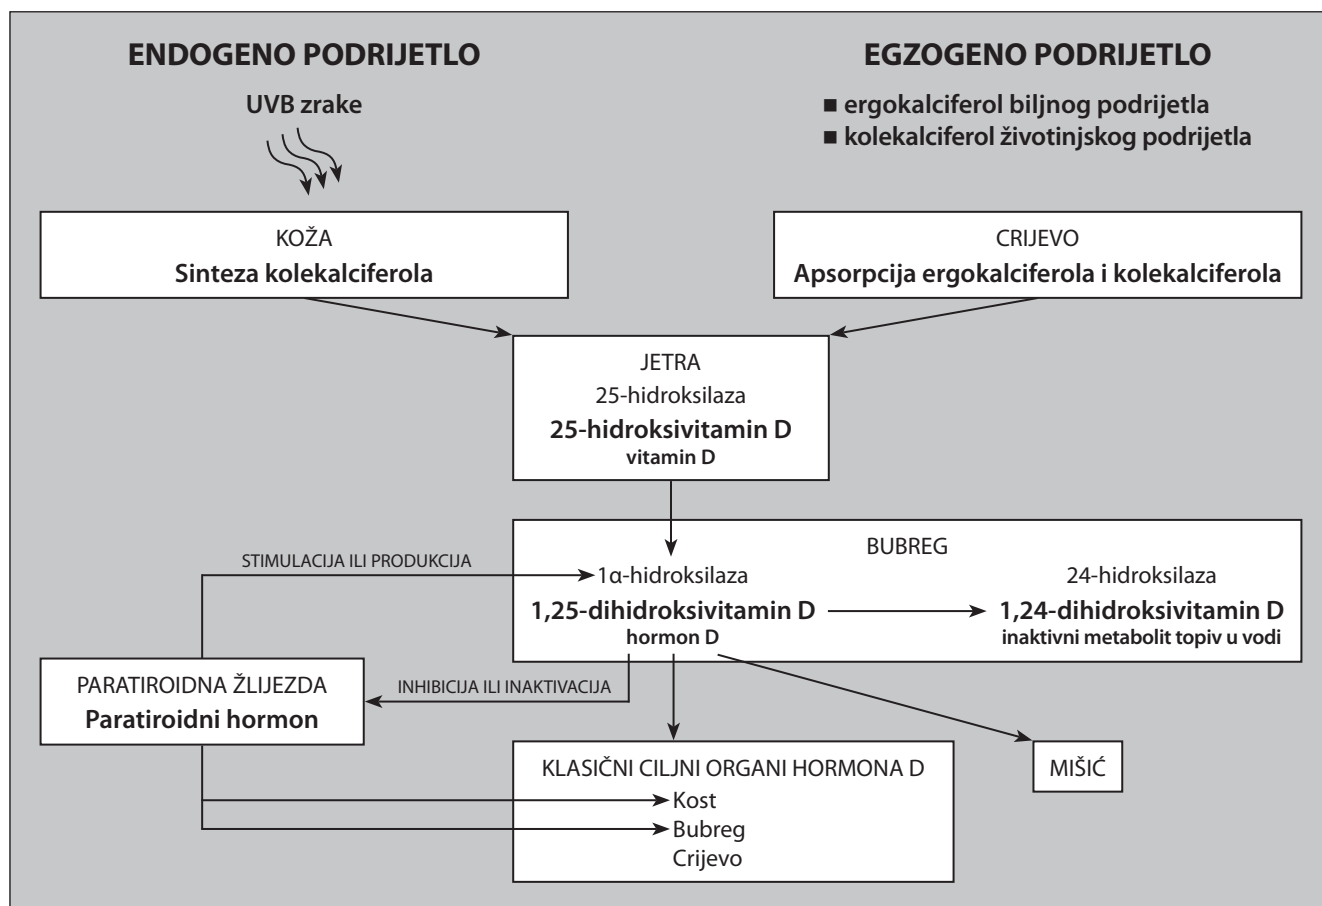 ENDOGENO PODRIJETLO
UVB zrake
EGZOGENO PODRIJETLO
■ ergokalciferol biljnog podrijetla
■ kolekalciferol životinjskog podrijetla
KOŽA
Sinteza kolekalciferola
CRIJEVO
Apsorpcija ergokalciferola i kolekalciferola
JETRA
25-hidroksilaza
25-hidroksivitamin D
vitamin D
BUBREG
STIMULACIJA ILI PRODUKCIJA
1α-hidroksilaza
1,25-dihidroksivitamin D
hormon D
24-hidroksilaza
1,24-dihidroksivitamin D
inaktivni metabolit topiv u vodi
PARATIROIDNA ŽLIJEZDA
Paratiroidni hormon
INHIBICIJA ILI INAKTIVACIJA
KLASIČNI CILJNI ORGANI HORMONA D
Kost
Bubreg
Crijevo
MIŠIĆ